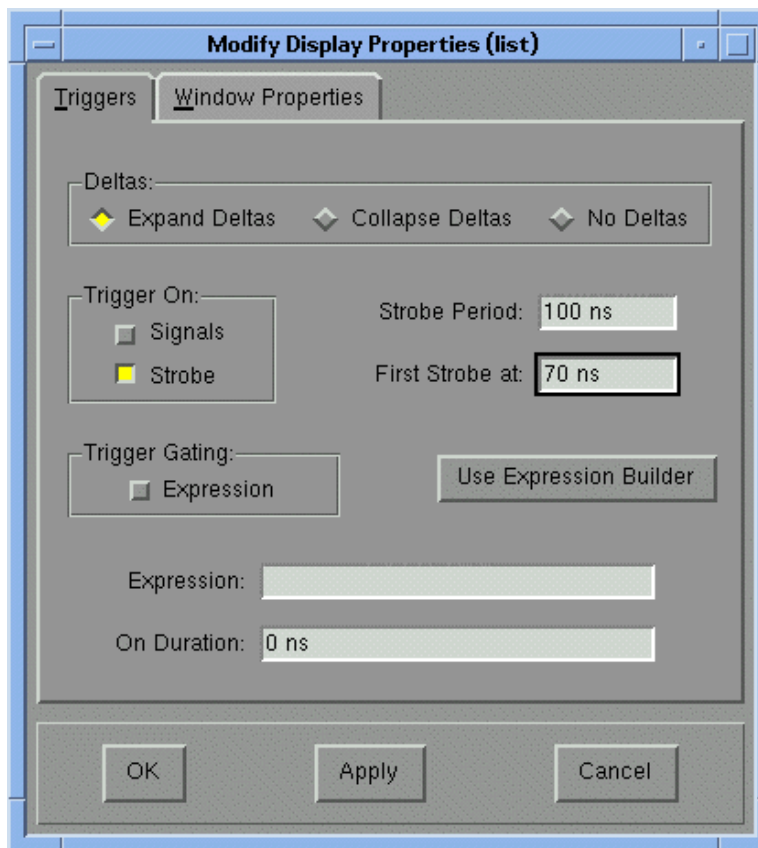 Modify Display Properties (list)
Triggers
Window Properties
Deltas:
Expand Deltas
Collapse Deltas
No Deltas
Trigger On:
Signals
Strobe
Strobe Period: 100 ns
First Strobe at: 70 ns
Trigger Gating:
Expression
Use Expression Builder
Expression:
On Duration: 0 ns
OK
Apply
Cancel